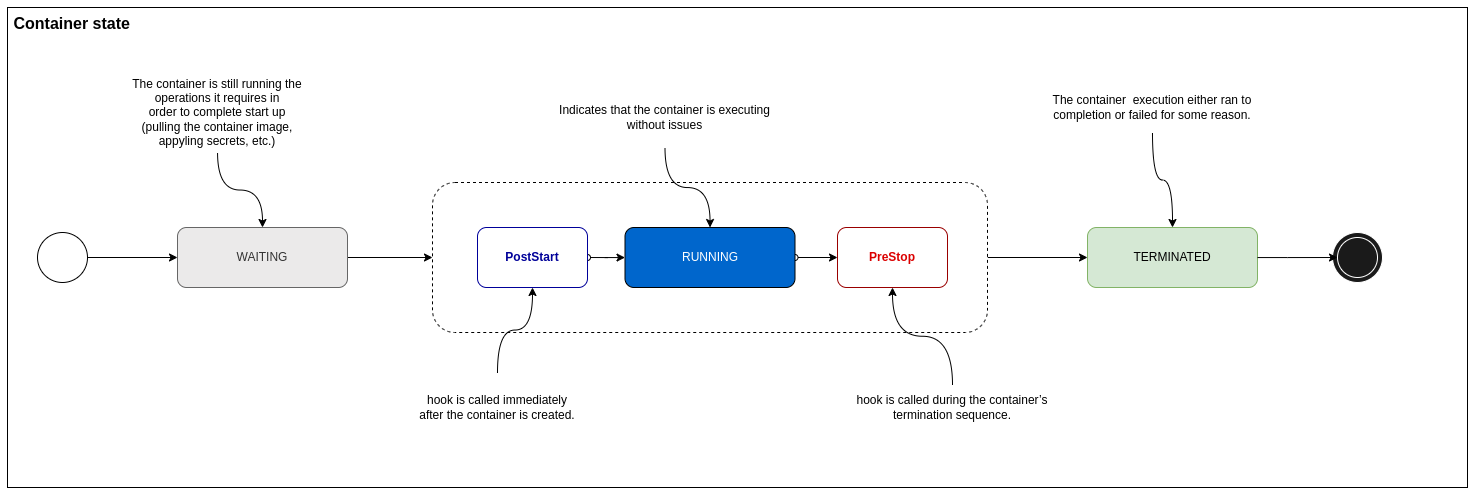 Container state
The container is still running the
operations it requires in
order to complete start up
(pulling the container image,
appyling secrets, etc.)
Indicates that the container is executing
without issues
The container  execution either ran to
completion or failed for some reason.
WAITING
PostStart
RUNNING
PreStop
TERMINATED
hook is called immediately
after the container is created.
hook is called during the container’s
termination sequence.